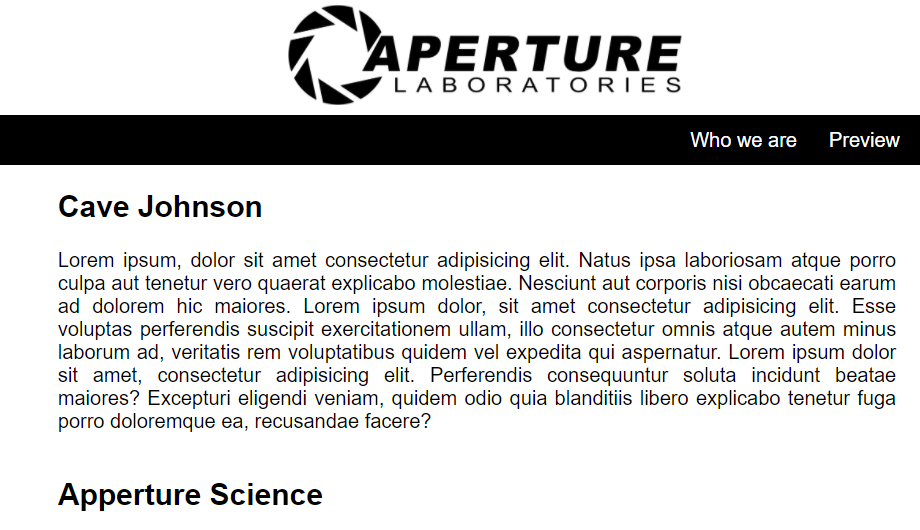 APERTURE
LABORATORIES
Who we are Preview
Cave Johnson
Lorem ipsum, dolor sit amet consectetur adipisicing elit. Natus ipsa laboriosam atque porro
culpa aut tenetur vero quaerat explicabo molestiae. Nesciunt aut corporis nisi obcaecati earum
ad dolorem hic maiores. Lorem ipsum dolor, sit amet consectetur adipisicing elit. Esse
voluptas perferendis suscipit exercitationem ullam, illo consectetur omnis atque autem minus
laborum ad, veritatis rem voluptatibus quidem vel expedita qui aspernatur. Lorem ipsum dolor
sit amet, consectetur adipisicing elit. Perferendis consequuntur soluta incidunt beatae
maiores? Excepturi eligendi veniam, quidem odio quia blanditiis libero explicabo tenetur fuga
porro doloremque ea, recusandae facere?
Apperture Science